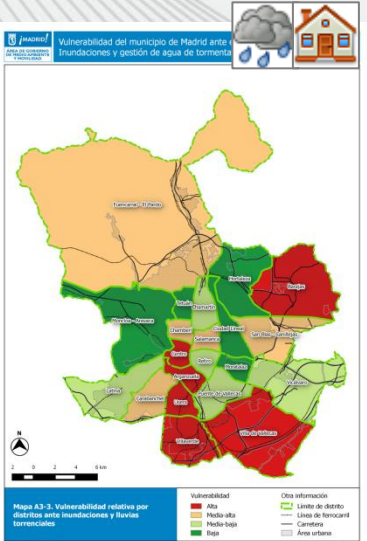 ¡MADRID!
ÁREA DE GOBIERNO
DE MEDIO AMBIENTE
Y MOVILIDAD
Vulnerabilidad del municipio de Madrid ante
Inundaciones y gestión de agua de tormenta
Fuencarral - El Pardo
Hortaleza
Barajas
Tetuán
Chamartín
Moncloa - Aravaca
Chamberí
Ciudad Lineal
San Blas - Canillejas
Salamanca
Centro
Retiro
Moratalaz
Vicálvaro
Latina
Arganzuela
Puente de Vallecas
Carabanchel
Usera
Villa de Vallecas
Villaverde
N
2 0 2 4 6 km
Mapa A3-3. Vulnerabilidad relativa por
distritos ante inundaciones y lluvias
torrenciales
Vulnerabilidad
Alta
Media-alta
Media-baja
Baja
Otra información
Límite de distrito
Línea de ferrocarril
Carretera
Área urbana